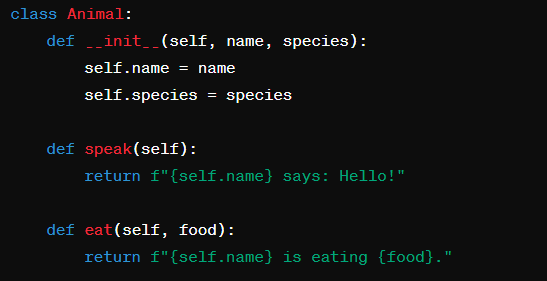 class Animal:
    def __init__(self, name, species):
        self.name = name
        self.species = species

    def speak(self):
        return f"{self.name} says: Hello!"

    def eat(self, food):
        return f"{self.name} is eating {food}."